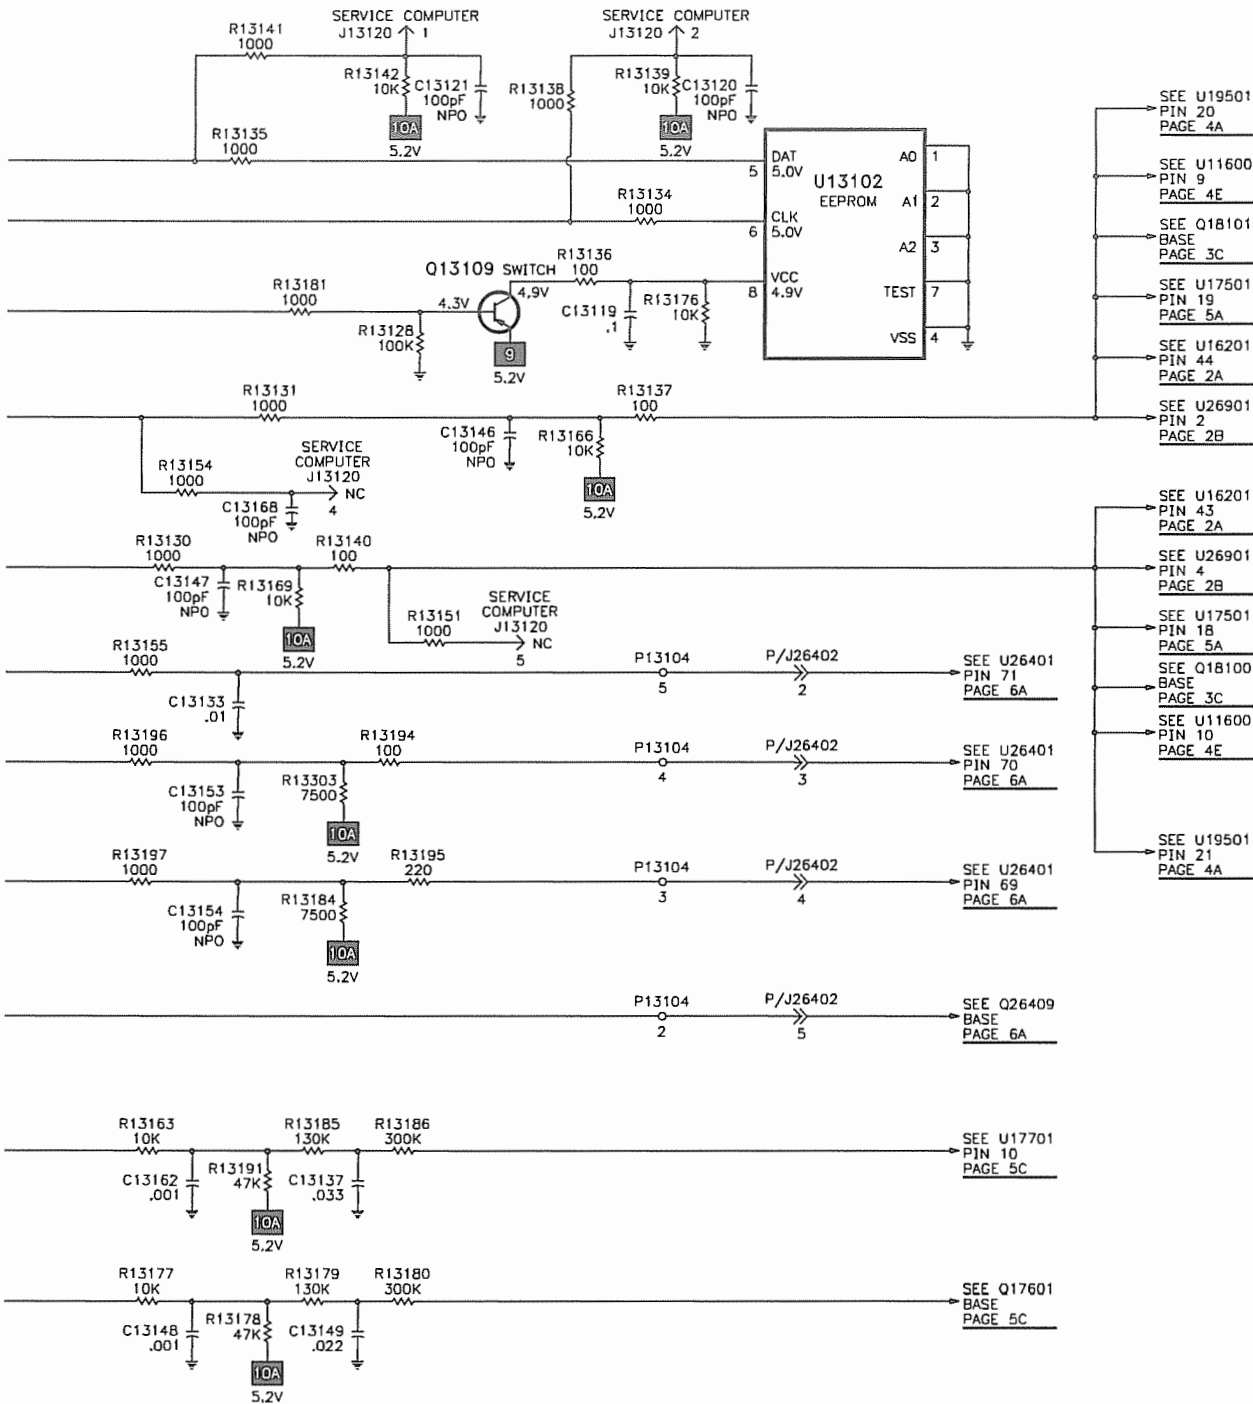 SERVICE COMPUTER
J13120 1
SERVICE COMPUTER
J13120 2
R13141
1000
R13142
10K
C13121
100pF
NPO
10A
5.2V
R13138
1000
R13139
10K
C13120
100pF
NPO
10A
5.2V
R13135
1000
5
DAT
5.0V
U13102
EEPROM
A0
1
A1
2
A2
3
TEST
7
VSS
4
R13134
1000
6
CLK
5.0V
Q13109 SWITCH
4.3V
4.9V
R13136
100
8
VCC
4.9V
R13181
1000
R13128
100K
9
5.2V
C13119
.1
R13176
10K
R13131
1000
C13146
100pF
NPO
R13166
10K
10A
5.2V
R13137
100
R13154
1000
SERVICE
COMPUTER
J13120
NC
4
C13168
100pF
NPO
R13130
1000
C13147
100pF
NPO
R13169
10K
10A
5.2V
R13140
100
R13151
1000
SERVICE
COMPUTER
J13120
NC
5
SEE U19501
PIN 20
PAGE 4A
SEE U11600
PIN 9
PAGE 4E
SEE Q18101
BASE
PAGE 3C
SEE U17501
PIN 19
PAGE 5A
SEE U16201
PIN 44
PAGE 2A
SEE U26901
PIN 2
PAGE 2B
SEE U16201
PIN 43
PAGE 2A
SEE U26901
PIN 4
PAGE 2B
SEE U17501
PIN 18
PAGE 5A
SEE Q18100
BASE
PAGE 3C
SEE U11600
PIN 10
PAGE 4E
SEE U19501
PIN 21
PAGE 4A
R13155
1000
C13133
.01
P13104
5
P/J26402
2
SEE U26401
PIN 71
PAGE 6A
R13196
1000
C13153
100pF
NPO
R13303
7500
10A
5.2V
R13194
100
P13104
4
P/J26402
3
SEE U26401
PIN 70
PAGE 6A
R13197
1000
C13154
100pF
NPO
R13184
7500
10A
5.2V
R13195
220
P13104
3
P/J26402
4
SEE U26401
PIN 69
PAGE 6A
P13104
2
P/J26402
5
SEE Q26409
BASE
PAGE 6A
R13163
10K
C13162
.001
R13191
47K
10A
5.2V
R13185
130K
C13137
.033
R13186
300K
SEE U17701
PIN 10
PAGE 5C
R13177
10K
C13148
.001
R13178
47K
10A
5.2V
R13179
130K
C13149
.022
R13180
300K
SEE Q17601
BASE
PAGE 5C